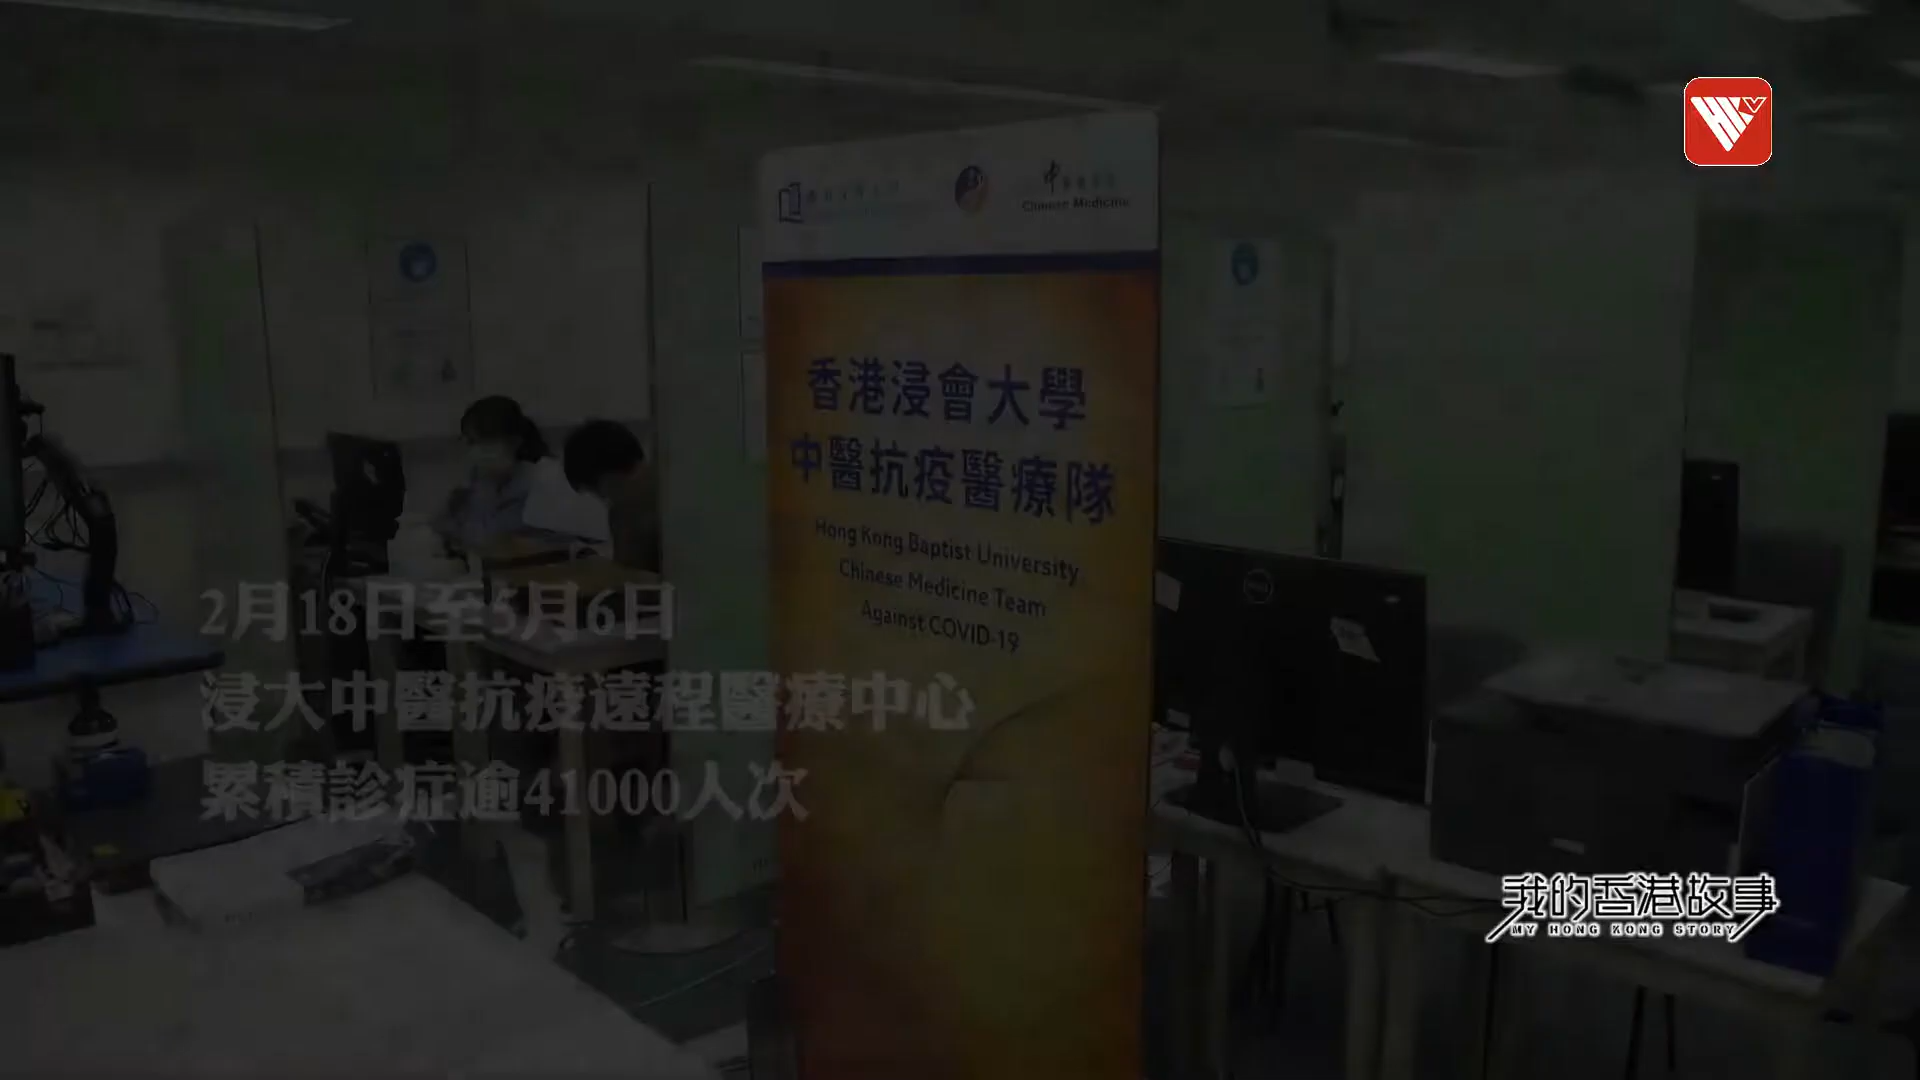 中
Chinese Medicine
香港浸會大學
中醫抗疫醫療隊
Hong Kong Baptist University
Chinese Medicine Team
Against COVID-19
2月18日至5月6日
浸大中醫抗疫遠程醫療中心
累積診症逾41000人次
我的香港故事
MY HONG KONG STORY